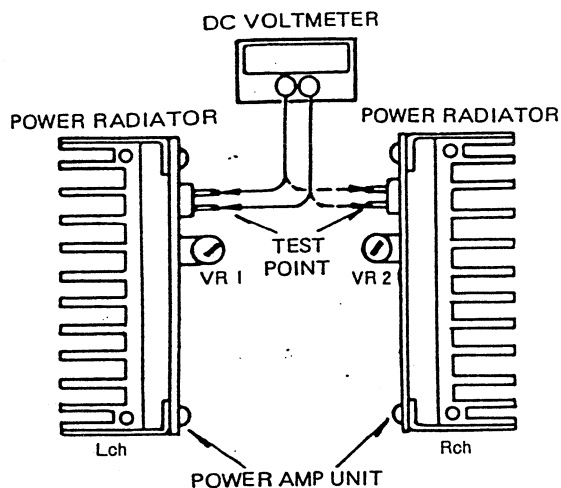 DC VOLTMETER
POWER RADIATOR
POWER RADIATOR
TEST
POINT
VR 1
VR 2
Lch
Rch
POWER AMP UNIT